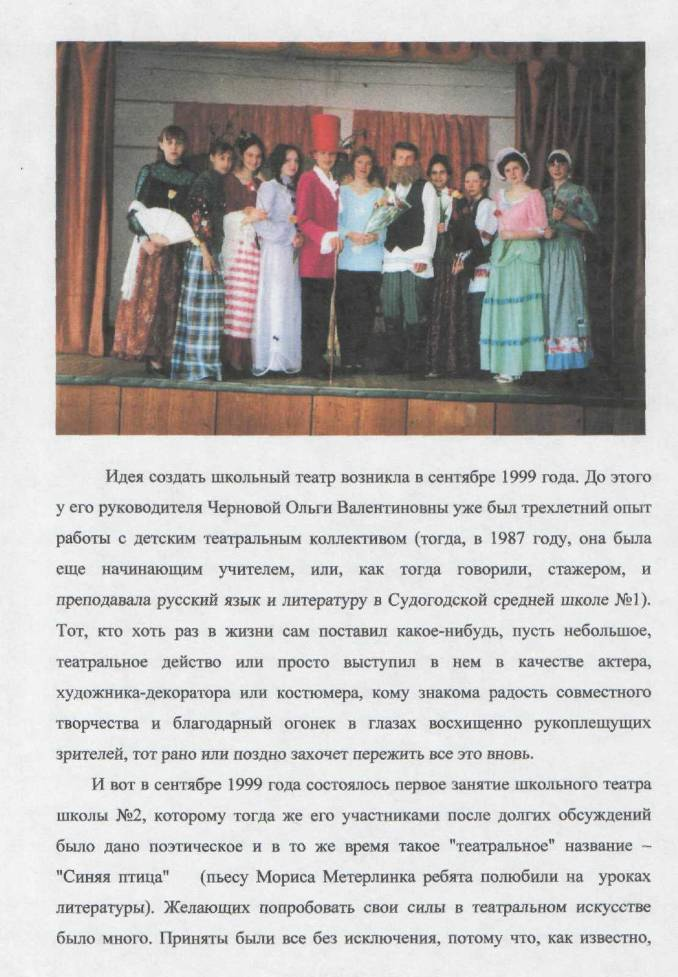 Идея создать школьный театр возникла в сентябре 1999 года. До этого
у его руководителя Черновой Ольги Валентиновны уже был трехлетний опыт
работы с детским театральным коллективом (тогда, в 1987 году, она была
еще начинающим учителем, или, как тогда говорили, стажером, и
преподавала русский язык и литературу в Судогодской средней школе №1).
Тот, кто хоть раз в жизни сам поставил какое-нибудь, пусть небольшое,
театральное действо или просто выступил в нем в качестве актера,
художника-декоратора или костюмера, кому знакома радость совместного
творчества и благодарный огонек в глазах восхищенно рукоплещущих
зрителей, тот рано или поздно захочет пережить все это вновь.
И вот в сентябре 1999 года состоялось первое занятие школьного театра
школы №2, которому тогда же его участниками после долгих обсуждений
было дано поэтическое и в то же время такое "театральное" название –
"Синяя птица" (пьесу Мориса Метерлинка ребята полюбили на уроках
литературы). Желающих попробовать свои силы в театральном искусстве
было много. Приняты были все без исключения, потому что, как известно,